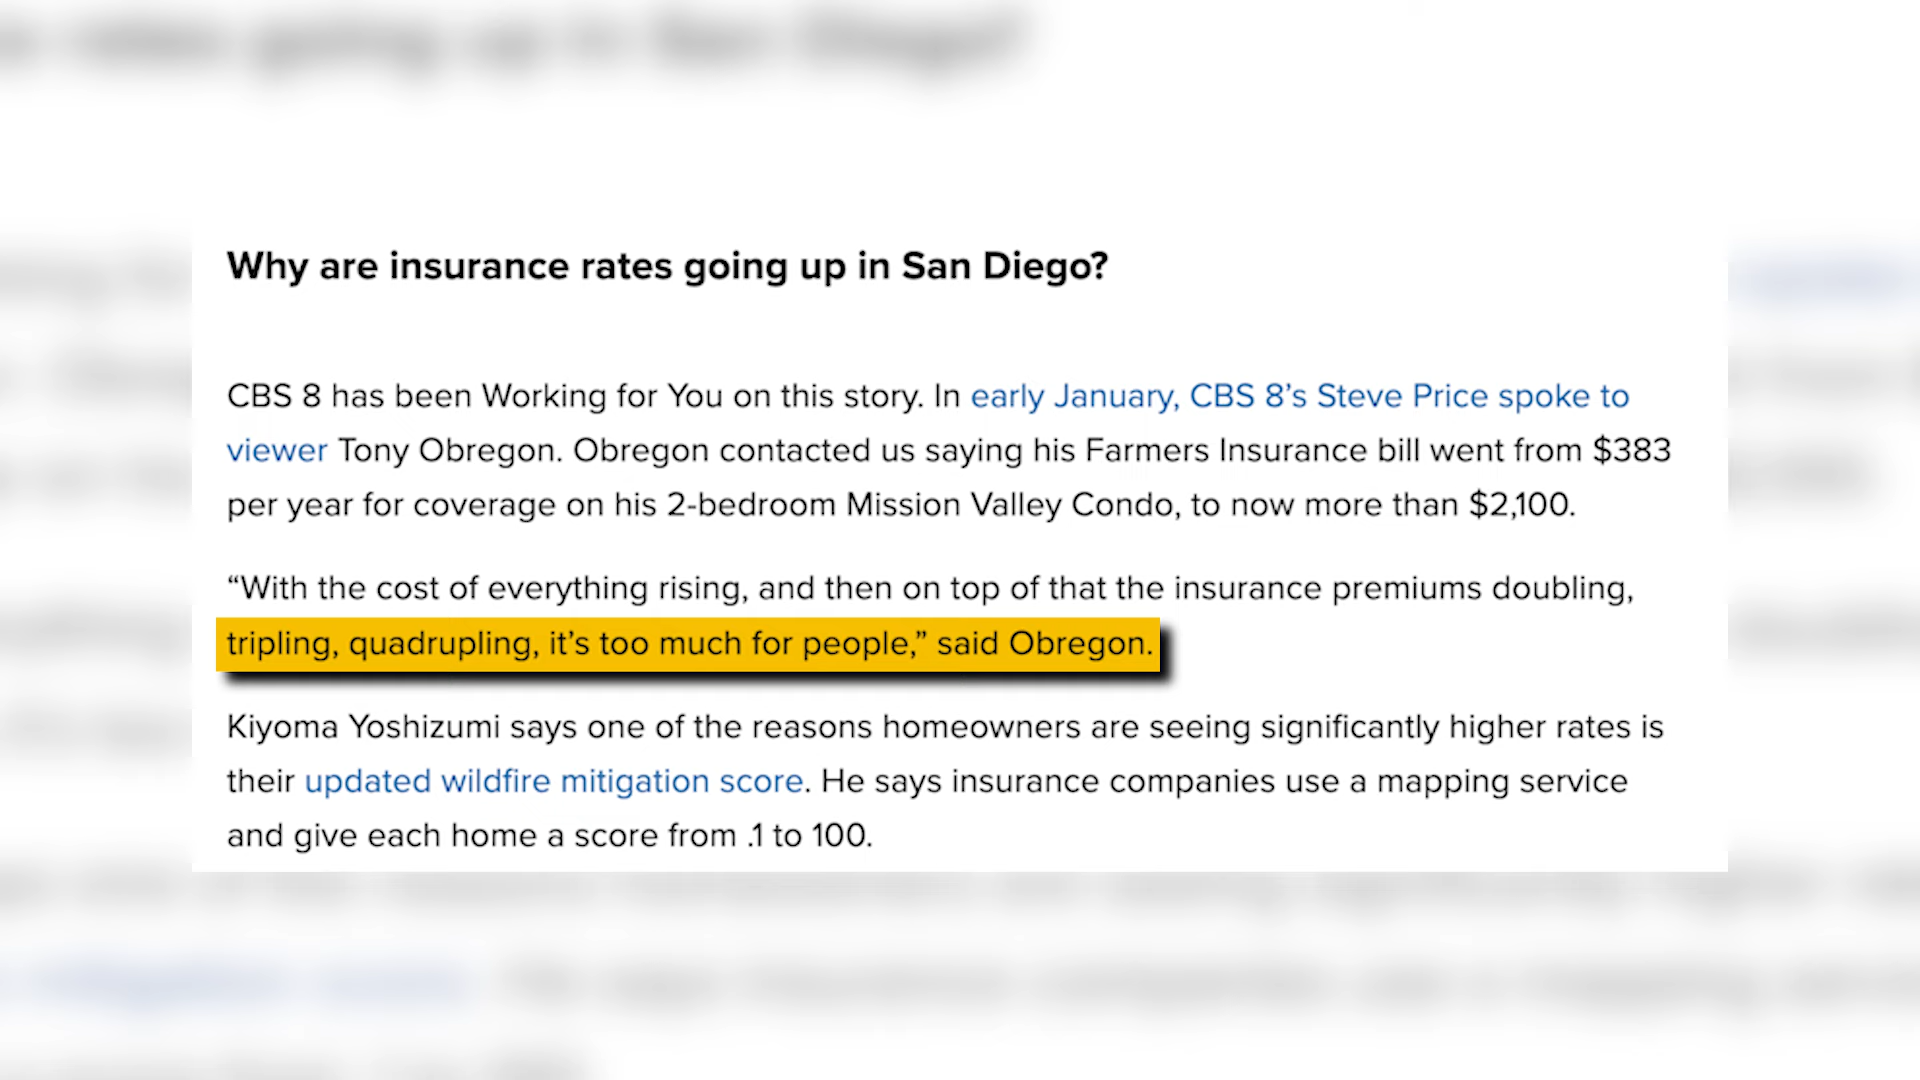 Why are insurance rates going up in San Diego?
CBS 8 has been Working for You on this story. In early January, CBS 8’s Steve Price spoke to
viewer Tony Obregon. Obregon contacted us saying his Farmers Insurance bill went from $383
per year for coverage on his 2-bedroom Mission Valley Condo, to now more than $2,100.
“With the cost of everything rising, and then on top of that the insurance premiums doubling,
tripling, quadrupling, it’s too much for people,” said Obregon.
Kiyoma Yoshizumi says one of the reasons homeowners are seeing significantly higher rates is
their updated wildfire mitigation score. He says insurance companies use a mapping service
and give each home a score from .1 to 100.